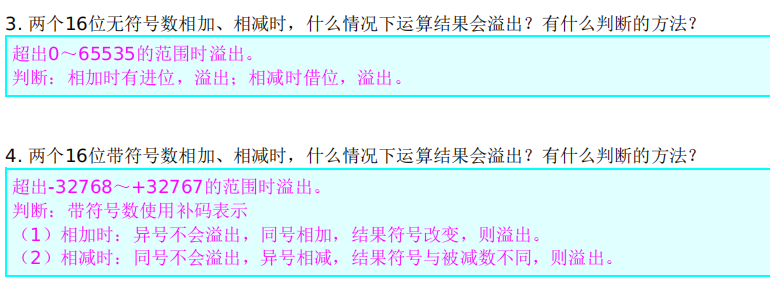 3. 两个16位无符号数相加、相减时，什么情况下运算结果会溢出？有什么判断的方法？
超出0～65535的范围时溢出。
判断：相加时有进位，溢出；相减时借位，溢出。
4. 两个16位带符号数相加、相减时，什么情况下运算结果会溢出？有什么判断的方法？
超出-32768～+32767的范围时溢出。
判断：带符号数使用补码表示
（1）相加时：异号不会溢出，同号相加，结果符号改变，则溢出。
（2）相减时：同号不会溢出，异号相减，结果符号与被减数不同，则溢出。